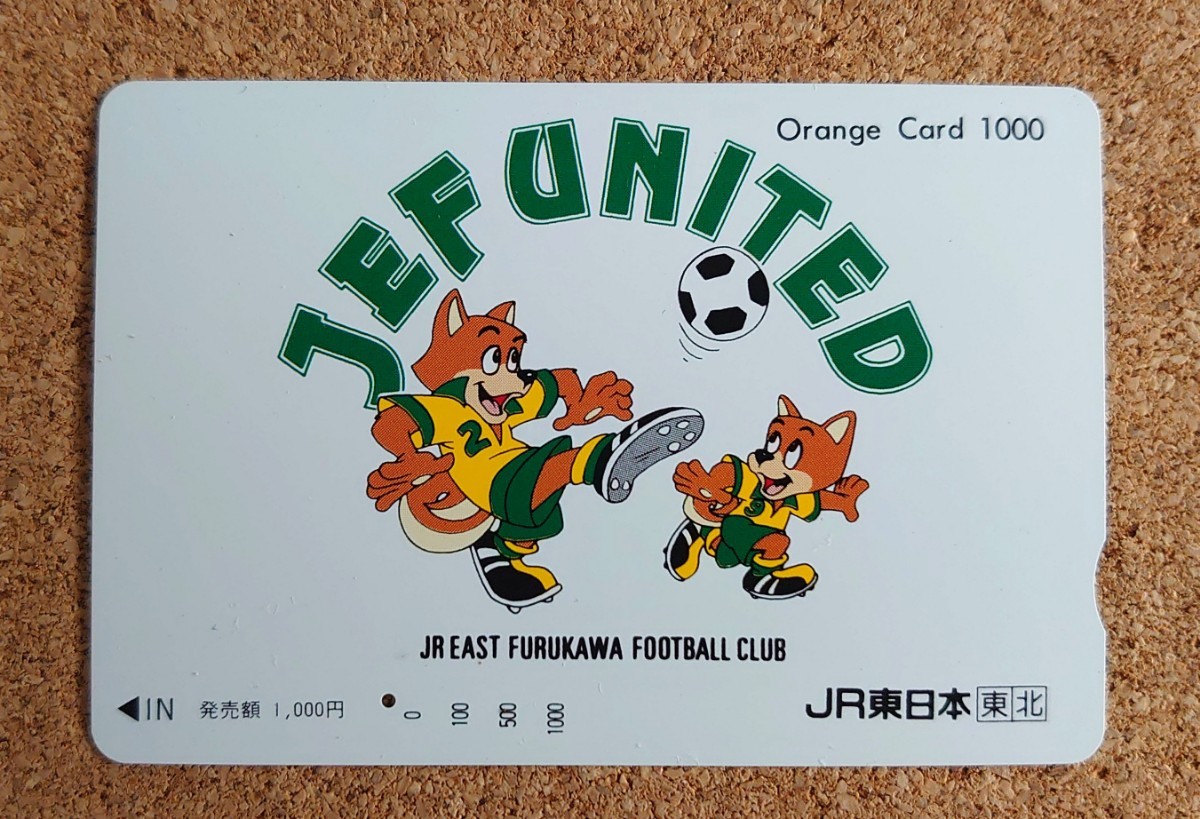 Orange Card 1000
JEF UNITED
2
9
JR EAST FURUKAWA FOOTBALL CLUB
◀IN 発売額 1,000円 0 100 500 1000
JR東日本 東北